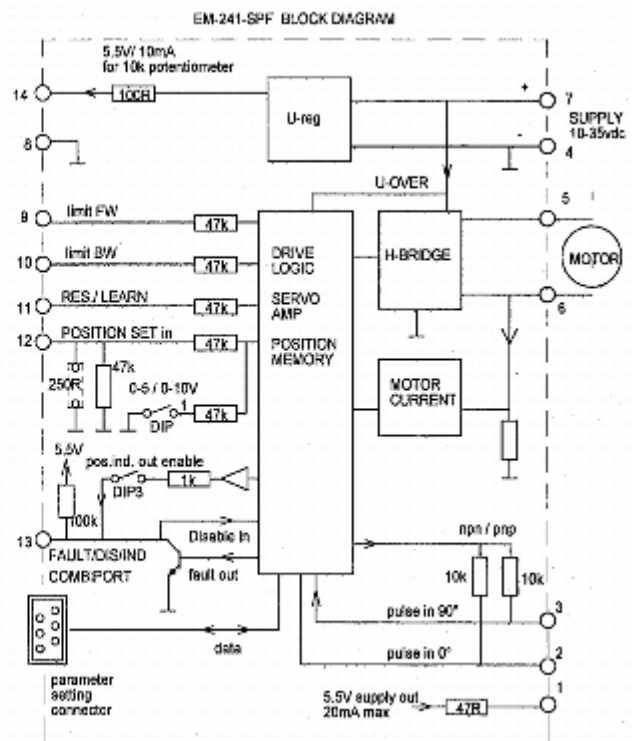 EM-241-SPF BLOCK DIAGRAM
5,5V/ 10mA
for 10k potentiometer
14
100R
U-reg
+
7
SUPPLY
10-35vdc
-
4
8
U-OVER
5
9
limit FW
47k
DRIVE
LOGIC
H-BRIDGE
MOTOR
10
limit BW
47k
11
RES./ LEARN
47k
SERVO
AMP
6
12
POSITION SET in
47k
POSITION
MEMORY
250R
47k
0-5 / 0-10V
1
DIP
47k
MOTOR
CURRENT
5,5V
pos.ind. out enable
DIP3
1k
100k
13
Disable in
npn / pnp
FAULT/DIS/IND
COMBIPORT
fault out
10k
10k
pulse in 90°
3
data
pulse in 0°
2
parameter
setting
connector
5.5V supply out
20mA max
47R
1